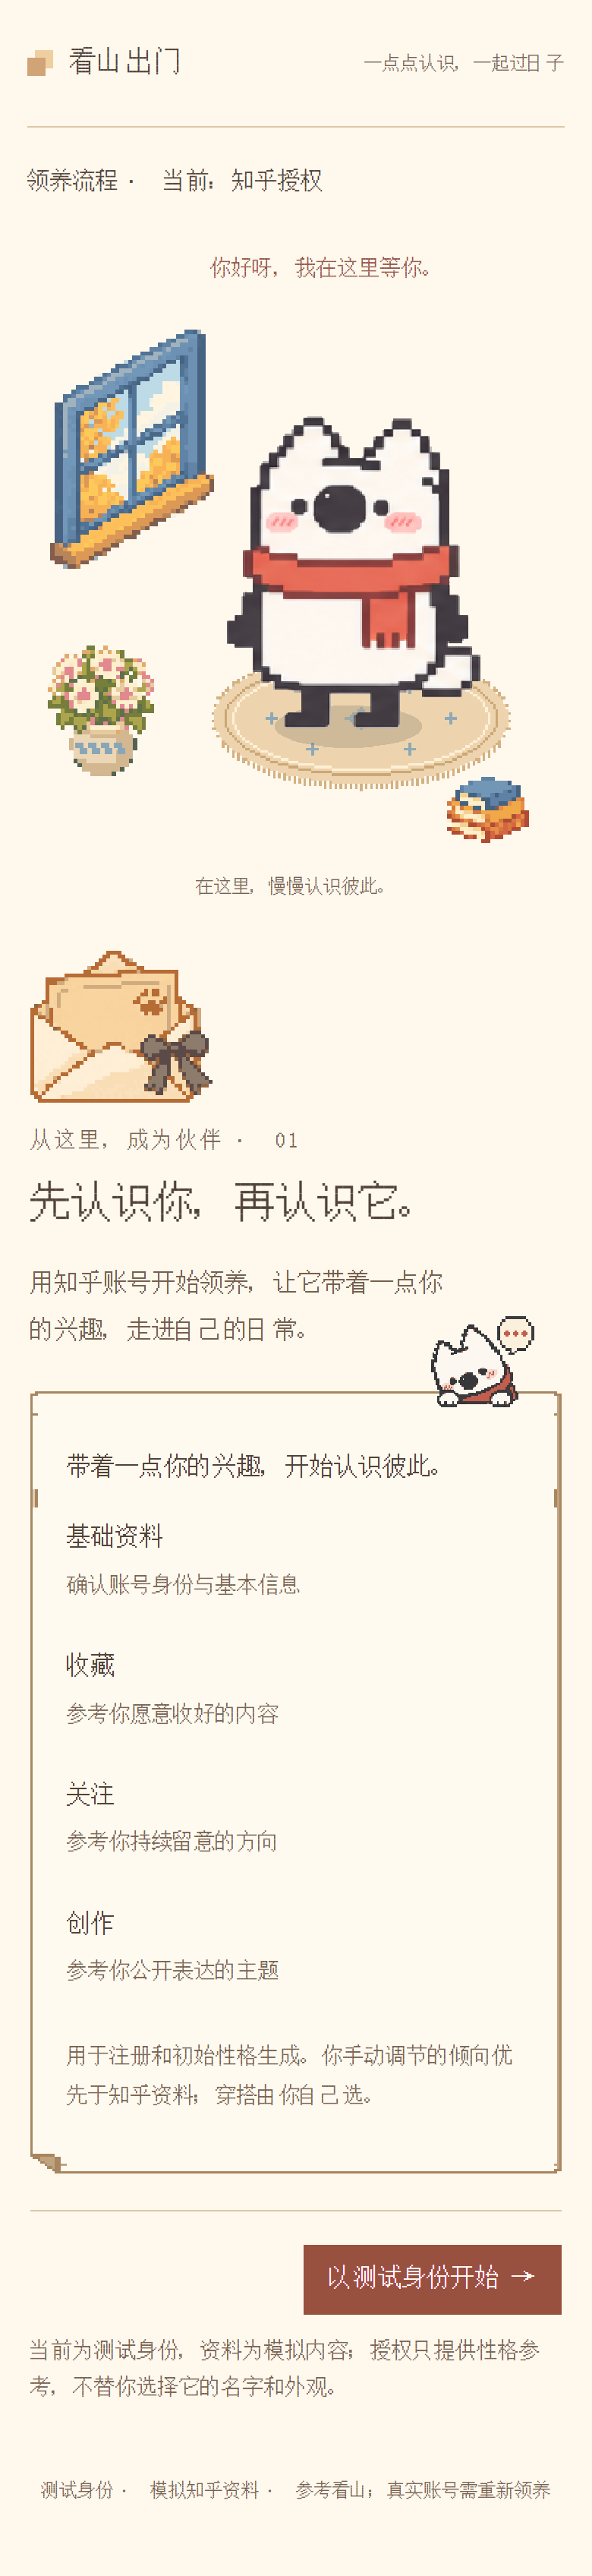 看山出门
一点点认识，一起过日子
领养流程 · 当前：知乎授权
你好呀，我在这里等你。
在这里，慢慢认识彼此。
从这里，成为伙伴 · 01
先认识你，再认识它。
用知乎账号开始领养，让它带着一点你
的兴趣，走进自己的日常。
带着一点你的兴趣，开始认识彼此。
基础资料
确认账号身份与基本信息
收藏
参考你愿意收好的内容
关注
参考你持续留意的方向
创作
参考你公开表达的主题
用于注册和初始性格生成。你手动调节的倾向优
先于知乎资料；穿搭由你自己选。
以测试身份开始 →
当前为测试身份，资料为模拟内容；授权只提供性格参
考，不替你选择它的名字和外观。
测试身份 · 模拟知乎资料 · 参考看山；真实账号需重新领养